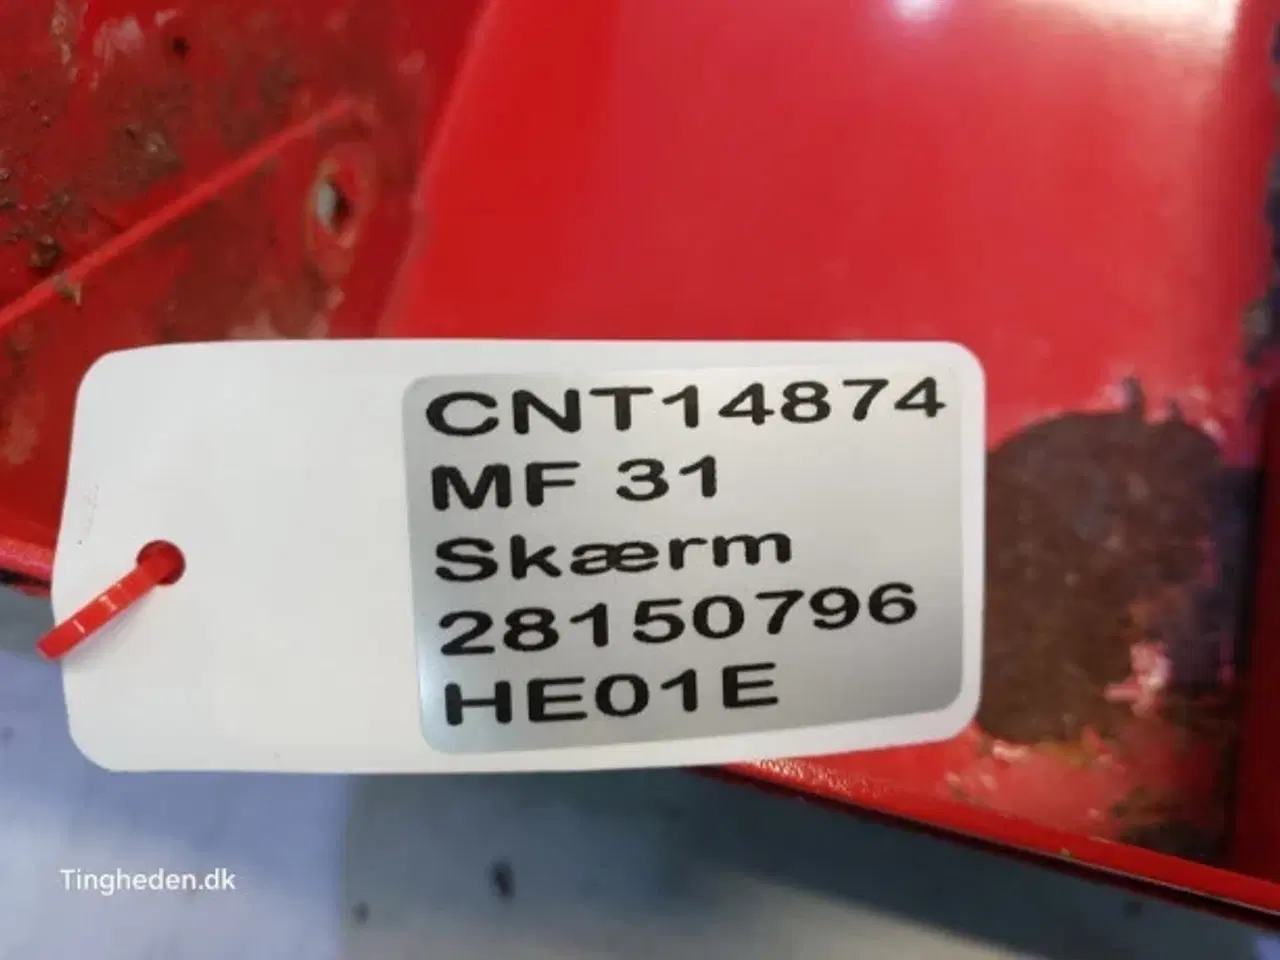 CNT14874
MF 31
Skærm
28150796
HE01E
Tingheden.dk